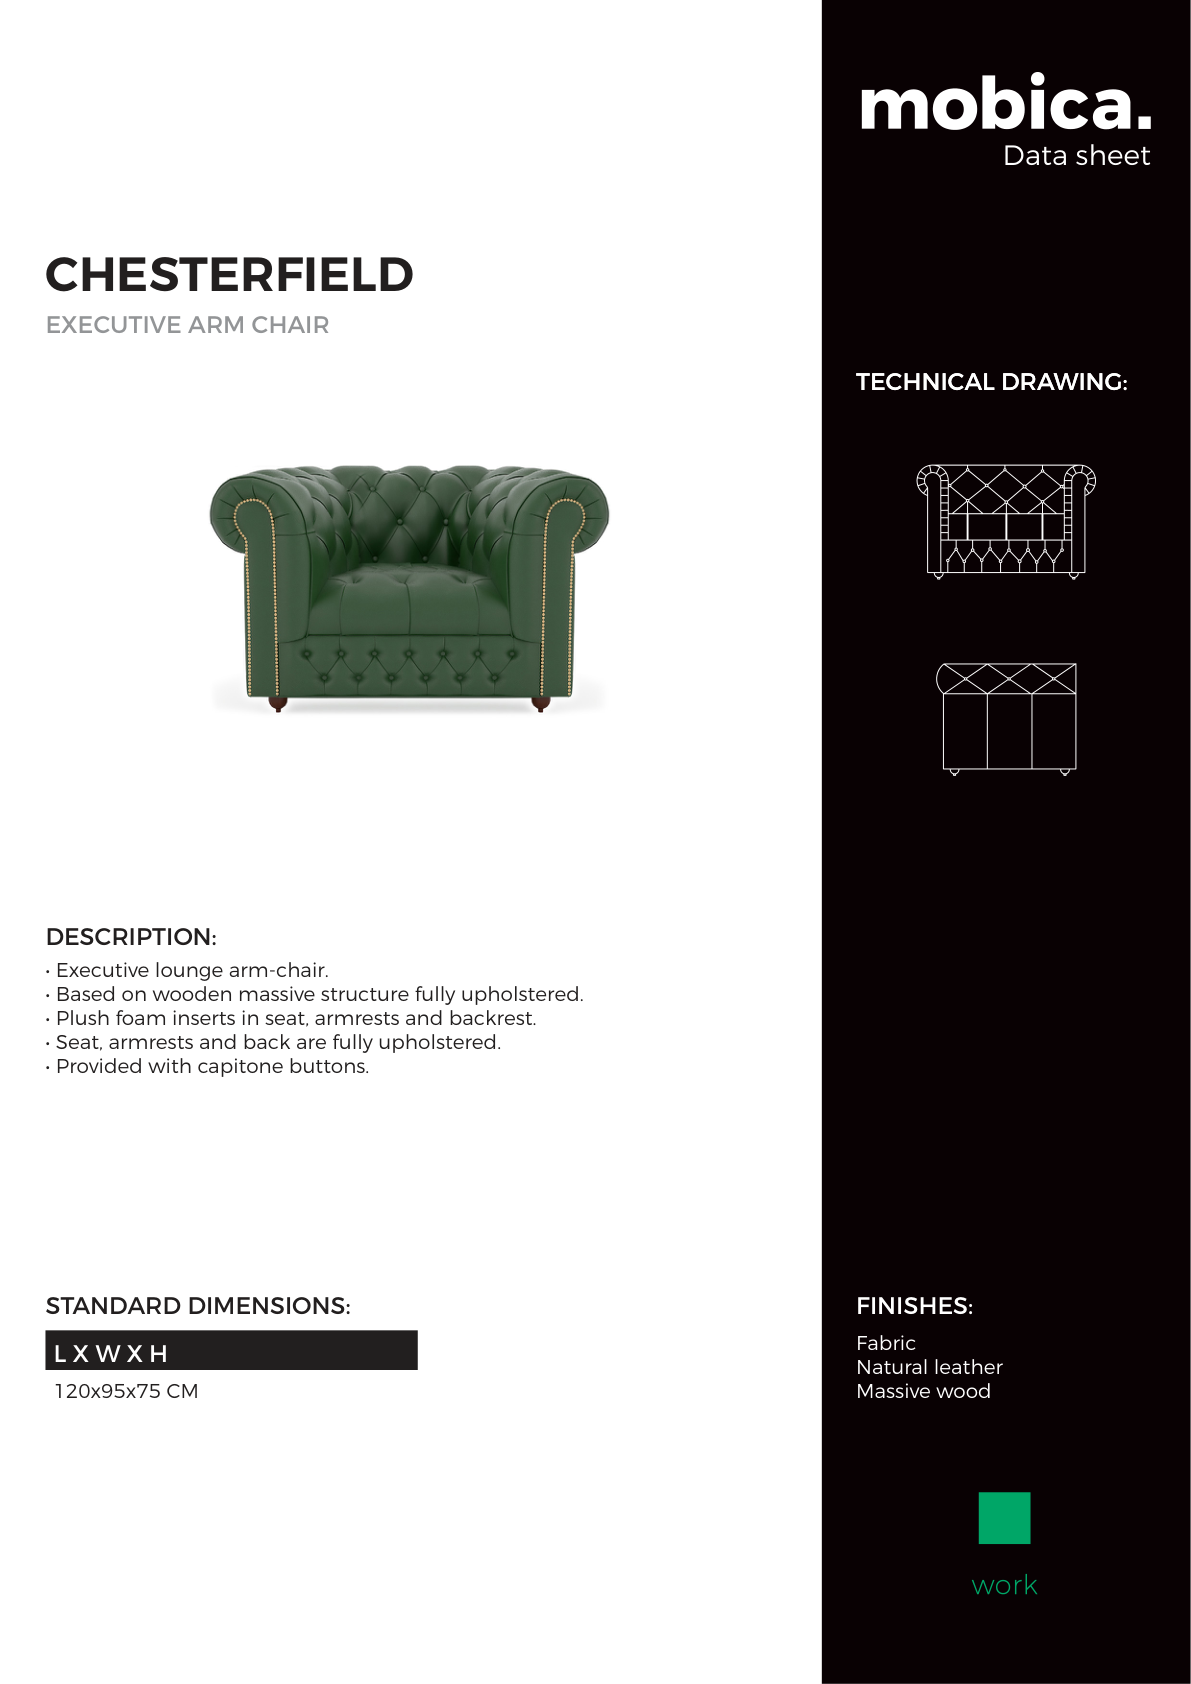 mobica.
Data sheet
CHESTERFIELD
EXECUTIVE ARM CHAIR
TECHNICAL DRAWING:
DESCRIPTION:
• Executive lounge arm-chair.
• Based on wooden massive structure fully upholstered.
• Plush foam inserts in seat, armrests and backrest.
• Seat, armrests and back are fully upholstered.
• Provided with capitone buttons.
STANDARD DIMENSIONS:
L X W X H
120x95x75 CM
FINISHES:
Fabric
Natural leather
Massive wood
work